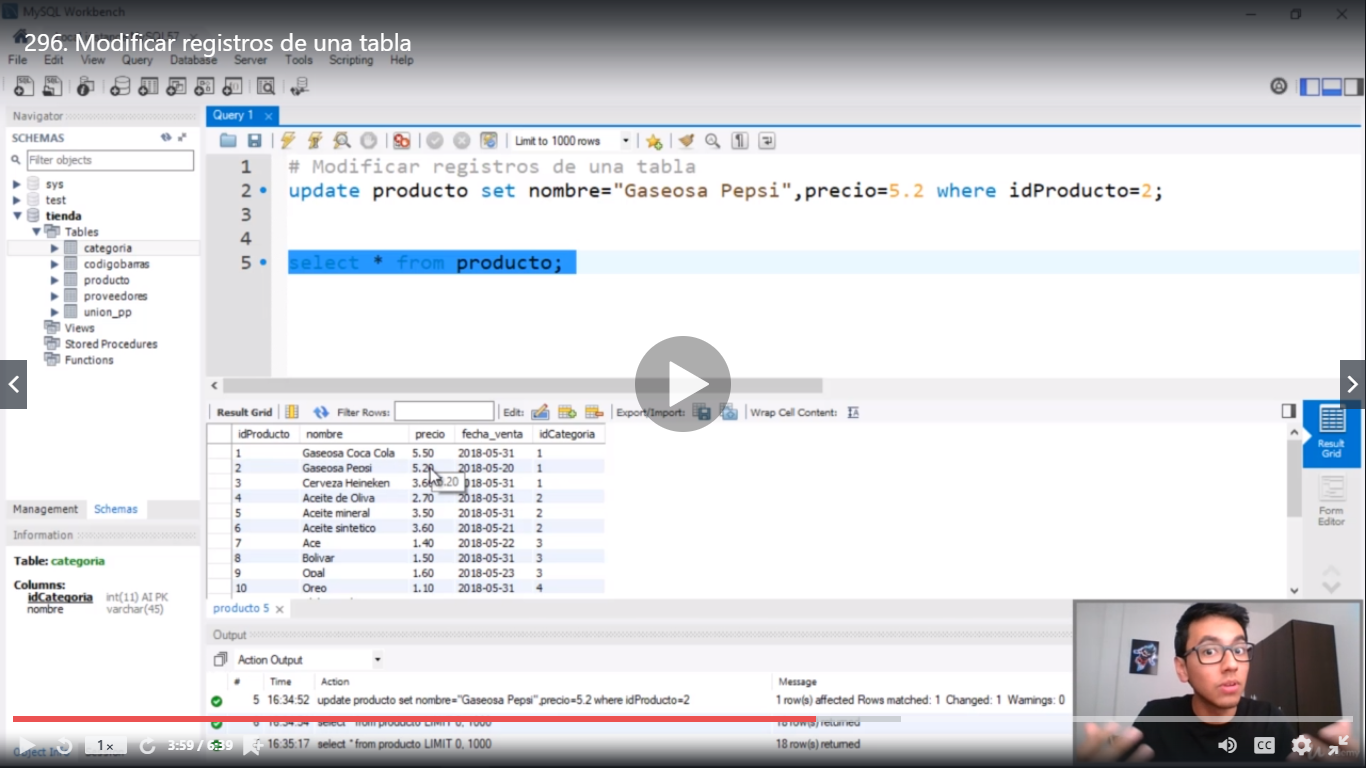 MySQL Workbench
296. Modificar registros de una tabla
File Edit View Query Database Server Tools Scripting Help
Navigator
SCHEMAS
Filter objects
sys
test
tienda
Tables
categoria
codigobarras
producto
proveedores
union_pp
Views
Stored Procedures
Functions
Management Schemas
Information
Table: categoria
Columns:
idCategoria int(11) AI PK
nombre varchar(45)
Query 1
Limit to 1000 rows
1 # Modificar registros de una tabla
2 update producto set nombre="Gaseosa Pepsi",precio=5.2 where idProducto=2;
3
4
5 select * from producto;
Result Grid Filter Rows: Edit: Export/Import: Wrap Cell Content:
idProducto nombre precio fecha_venta idCategoria
1 Gaseosa Coca Cola 5.50 2018-05-31 1
2 Gaseosa Pepsi 5.20 2018-05-20 1
3 Cerveza Heineken 3.60 2018-05-31 1
4 Aceite de Oliva 2.70 2018-05-31 2
5 Aceite mineral 3.50 2018-05-31 2
6 Aceite sintetico 3.60 2018-05-21 2
7 Ace 1.40 2018-05-22 3
8 Bolivar 1.50 2018-05-31 3
9 Opal 1.60 2018-05-23 3
10 Oreo 1.10 2018-05-31 4
Result Grid
Form Editor
producto 5
Output
Action Output
# Time Action Message
5 16:34:52 update producto set nombre="Gaseosa Pepsi",precio=5.2 where idProducto=2 1 row(s) affected Rows matched: 1 Changed: 1 Warnings: 0
6 16:34:54 select * from producto LIMIT 0, 1000 18 row(s) returned
16:35:17 select * from producto LIMIT 0, 1000 18 row(s) returned
1× 3:59 / 6:39
CC